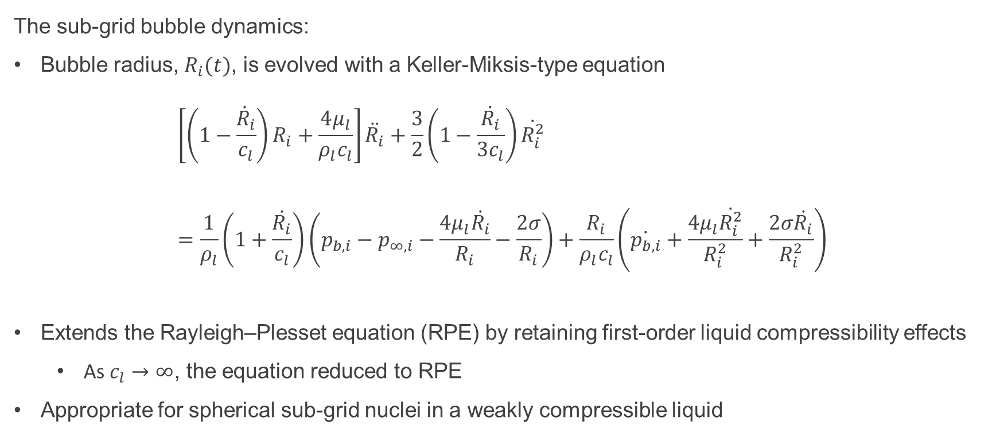 The sub-grid bubble dynamics:
• Bubble radius, $R_i(t)$, is evolved with a Keller-Miksis-type equation
$\left[\left(1-\frac{\dot{R_i}}{c_l}\right)R_i+\frac{4\mu_l}{\rho_l c_l}\right]\ddot{R_i}+\frac{3}{2}\left(1-\frac{\dot{R_i}}{3c_l}\right)\dot{R_i^2}$
$=\frac{1}{\rho_l}\left(1+\frac{\dot{R_i}}{c_l}\right)\left(p_{b,i}-p_{\infty,i}-\frac{4\mu_l\dot{R_i}}{R_i}-\frac{2\sigma}{R_i}\right)+\frac{R_i}{\rho_l c_l}\left(\dot{p_{b,i}}+\frac{4\mu_l\dot{R_i^2}}{R_i^2}+\frac{2\sigma\dot{R_i}}{R_i^2}\right)$
• Extends the Rayleigh–Plesset equation (RPE) by retaining first-order liquid compressibility effects
• As $c_l \to \infty$, the equation reduced to RPE
• Appropriate for spherical sub-grid nuclei in a weakly compressible liquid